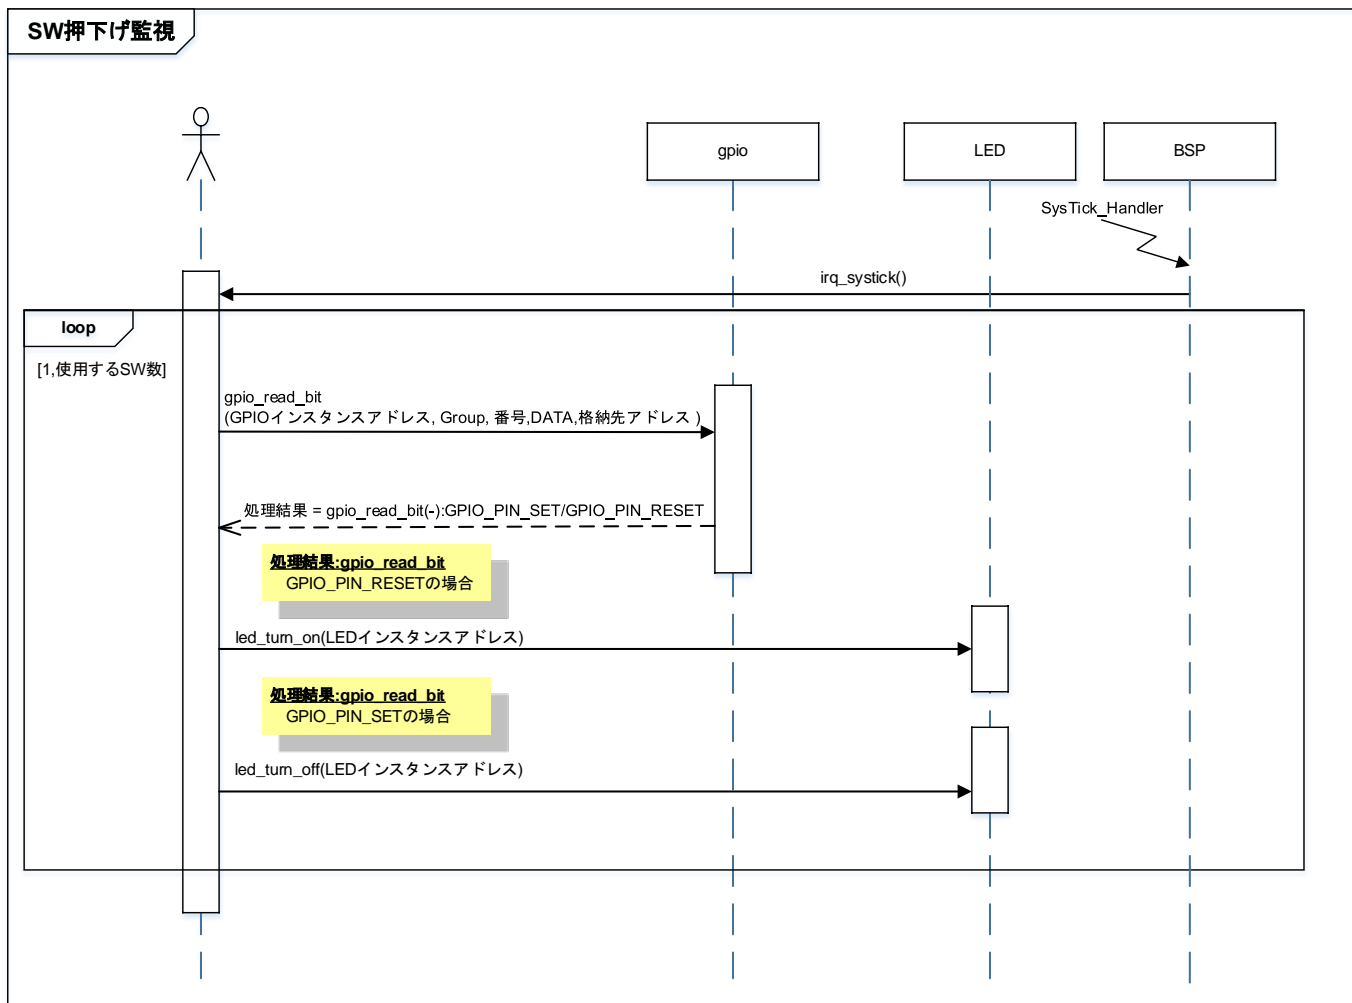 SW押下げ監視
gpio
LED
BSP
SysTick_Handler
irq_systick()
loop
[1,使用するSW数]
gpio_read_bit
(GPIOインスタンスアドレス, Group, 番号,DATA,格納先アドレス )
処理結果 = gpio_read_bit(-):GPIO_PIN_SET/GPIO_PIN_RESET
処理結果:gpio_read_bit
GPIO_PIN_RESETの場合
led_turn_on(LEDインスタンスアドレス)
処理結果:gpio_read_bit
GPIO_PIN_SETの場合
led_turn_off(LEDインスタンスアドレス)